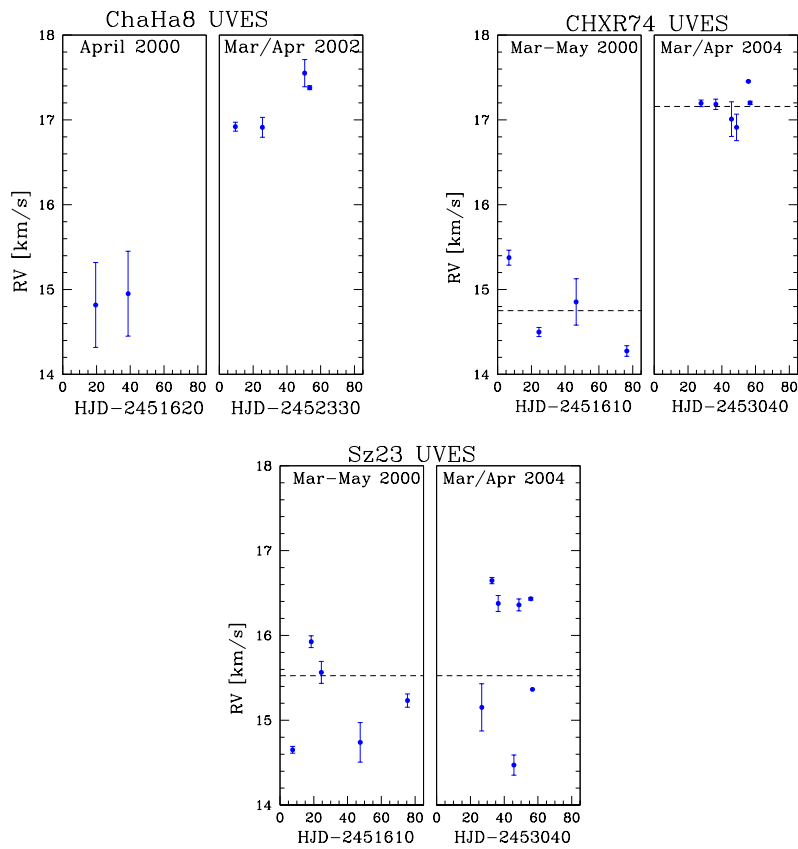 ChaHa8 UVES
April 2000 Mar/Apr 2002
18
17
16
15
14
RV [km/s]
0 20 40 60 80 0 20 40 60 80
HJD-2451620 HJD-2452330
CHXR74 UVES
Mar-May 2000 Mar/Apr 2004
18
17
16
15
14
RV [km/s]
0 20 40 60 80 0 20 40 60 80
HJD-2451610 HJD-2453040
Sz23 UVES
Mar-May 2000 Mar/Apr 2004
18
17
16
15
14
RV [km/s]
0 20 40 60 80 0 20 40 60 80
HJD-2451610 HJD-2453040